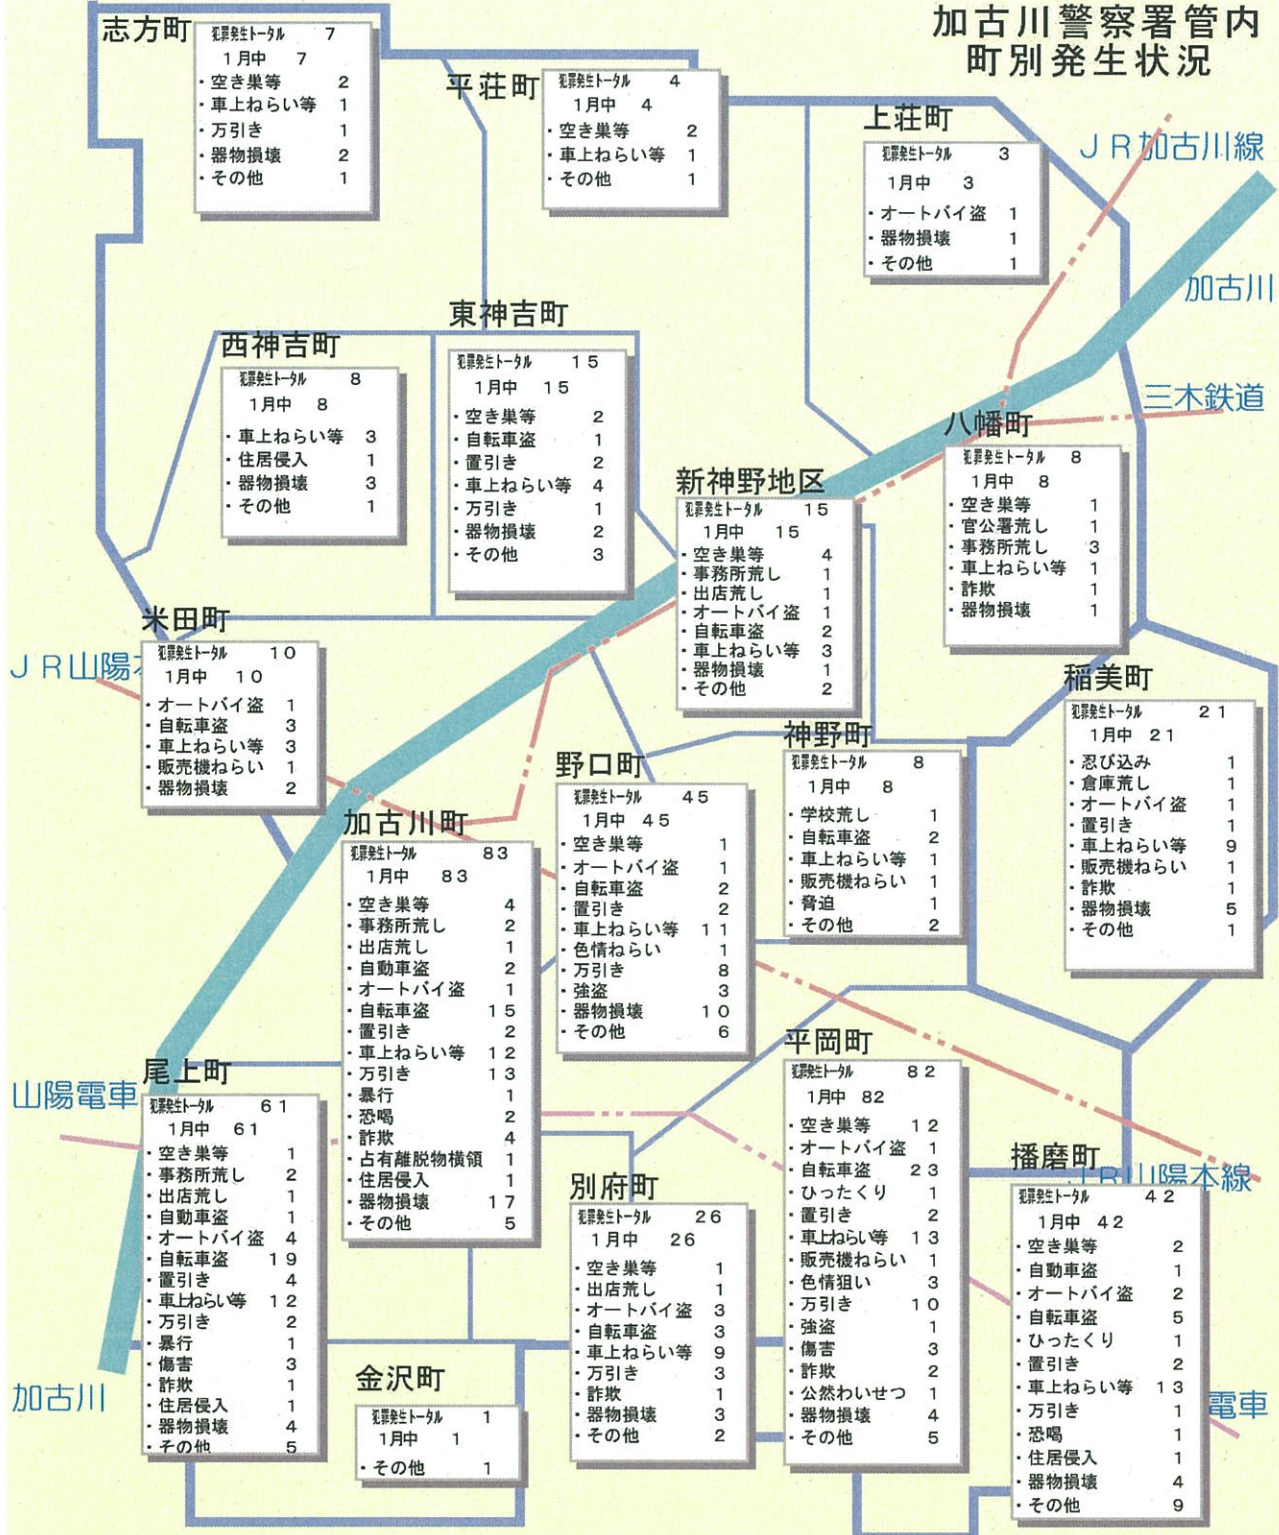 加古川警察署管内
町別発生状況
志方町
犯罪発生トータル 7
1月中 7
・空き巣等 2
・車上ねらい等 1
・万引き 1
・器物損壊 2
・その他 1
平荘町
犯罪発生トータル 4
1月中 4
・空き巣等 2
・車上ねらい等 1
・その他 1
上荘町
犯罪発生トータル 3
1月中 3
・オートバイ盗 1
・器物損壊 1
・その他 1
JR加古川線
加古川
三木鉄道
西神吉町
犯罪発生トータル 8
1月中 8
・車上ねらい等 3
・住居侵入 1
・器物損壊 3
・その他 1
東神吉町
犯罪発生トータル 15
1月中 15
・空き巣等 2
・自転車盗 1
・置引き 2
・車上ねらい等 4
・万引き 1
・器物損壊 2
・その他 3
新神野地区
犯罪発生トータル 15
1月中 15
・空き巣等 4
・事務所荒し 1
・出店荒し 1
・オートバイ盗 1
・自転車盗 2
・車上ねらい等 3
・器物損壊 1
・その他 2
八幡町
犯罪発生トータル 8
1月中 8
・空き巣等 1
・官公署荒し 1
・事務所荒し 3
・車上ねらい等 1
・詐欺 1
・器物損壊 1
米田町
犯罪発生トータル 10
1月中 10
・オートバイ盗 1
・自転車盗 3
・車上ねらい等 3
・販売機ねらい 1
・器物損壊 2
JR山陽本
稲美町
犯罪発生トータル 21
1月中 21
・忍び込み 1
・倉庫荒し 1
・オートバイ盗 1
・置引き 1
・車上ねらい等 9
・販売機ねらい 1
・詐欺 1
・器物損壊 5
・その他 1
神野町
犯罪発生トータル 8
1月中 8
・学校荒し 1
・自転車盗 2
・車上ねらい等 1
・販売機ねらい 1
・脅迫 1
・その他 2
野口町
犯罪発生トータル 45
1月中 45
・空き巣等 1
・オートバイ盗 1
・自転車盗 2
・置引き 2
・車上ねらい等 11
・色情ねらい 1
・万引き 8
・強盗 3
・器物損壊 10
・その他 6
加古川町
犯罪発生トータル 83
1月中 83
・空き巣等 4
・事務所荒し 2
・出店荒し 1
・自動車盗 2
・オートバイ盗 1
・自転車盗 15
・置引き 2
・車上ねらい等 12
・万引き 13
・暴行 1
・恐喝 2
・詐欺 4
・占有離脱物横領 1
・住居侵入 1
・器物損壊 17
・その他 5
山陽電車
尾上町
犯罪発生トータル 61
1月中 61
・空き巣等 1
・事務所荒し 2
・出店荒し 1
・自動車盗 1
・オートバイ盗 4
・自転車盗 19
・置引き 4
・車上ねらい等 12
・万引き 2
・暴行 1
・傷害 3
・詐欺 1
・住居侵入 1
・器物損壊 4
・その他 5
加古川
金沢町
犯罪発生トータル 1
1月中 1
・その他 1
別府町
犯罪発生トータル 26
1月中 26
・空き巣等 1
・出店荒し 1
・オートバイ盗 3
・自転車盗 3
・車上ねらい等 9
・万引き 3
・詐欺 1
・器物損壊 3
・その他 2
平岡町
犯罪発生トータル 82
1月中 82
・空き巣等 12
・オートバイ盗 1
・自転車盗 23
・ひったくり 1
・置引き 2
・車上ねらい等 13
・販売機ねらい 1
・色情狙い 3
・万引き 10
・強盗 1
・傷害 3
・詐欺 2
・公然わいせつ 1
・器物損壊 4
・その他 5
播磨町
JR山陽本線
犯罪発生トータル 42
1月中 42
・空き巣等 2
・自動車盗 1
・オートバイ盗 2
・自転車盗 5
・ひったくり 1
・置引き 2
・車上ねらい等 13
・万引き 1
・恐喝 1
・住居侵入 1
・器物損壊 4
・その他 9
電車